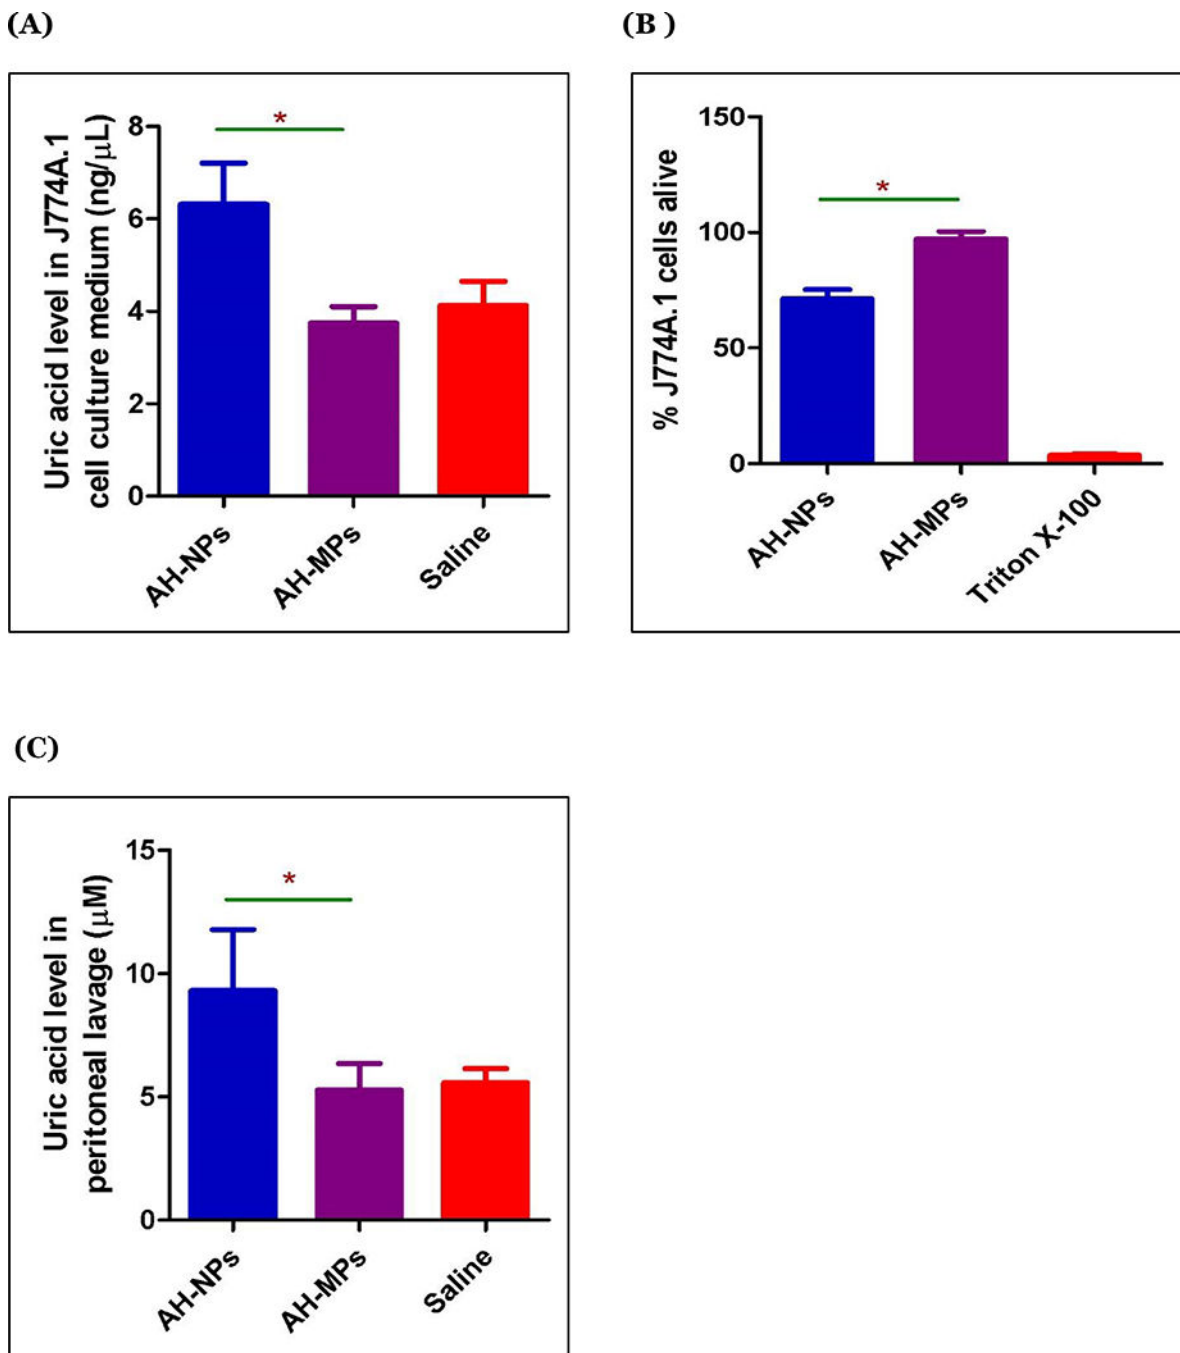 (A)
Uric acid level in J774A.1
cell culture medium (ng/μL)
8
6
4
2
0
*
AH-NPs
AH-MPs
Saline
(B )
% J774A.1 cells alive
150
100
50
0
*
AH-NPs
AH-MPs
Triton X-100
(C)
Uric acid level in
peritoneal lavage (μM)
15
10
5
0
*
AH-NPs
AH-MPs
Saline